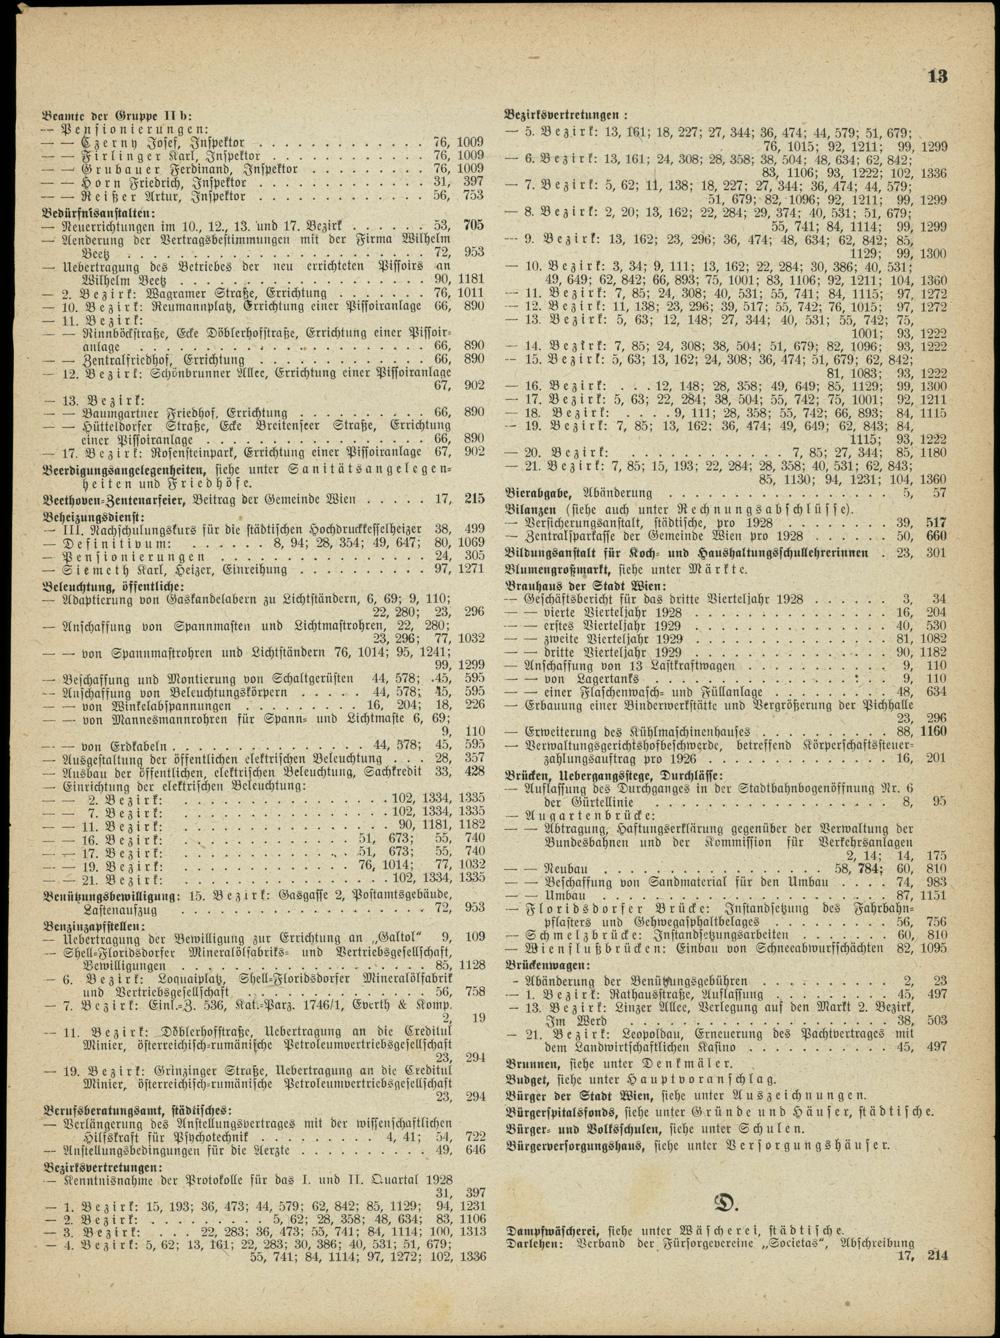 13
Beamte der Gruppe II b:
— Pensionierungen:
— — Czerny Josef, Inspektor . . . . . . . . . . . . 76, 1009
— — Firlinger Karl, Inspektor . . . . . . . . . . . 76, 1009
— — Grubauer Ferdinand, Inspektor . . . . . . . . . 76, 1009
— — Horn Friedrich, Inspektor . . . . . . . . . . . . 31, 397
— — Reißer Artur, Inspektor . . . . . . . . . . . . 56, 753
Bedürfnisanstalten:
— Neuerrichtungen im 10., 12., 13. und 17. Bezirk . . . . . . 53, 705
— Aenderung der Vertragsbestimmungen mit der Firma Wilhelm
Beetz . . . . . . . . . . . . . . . . . . . . . . 72, 953
— Uebertragung des Betriebes der neu errichteten Pissoirs an
Wilhelm Beetz . . . . . . . . . . . . . . . . . . 90, 1181
— 2. Bezirk: Wagramer Straße, Errichtung . . . . . . . 76, 1011
— 10. Bezirk: Reumannplatz, Errichtung einer Pissoiranlage 66, 890
— 11. Bezirk:
— — Rinnböckstraße, Ecke Döblerhofstraße, Errichtung einer Pissoir-
anlage . . . . . . . . . . . . . . . . . . . . . 66, 890
— — Zentralfriedhof, Errichtung . . . . . . . . . . . . 66, 890
— 12. Bezirk: Schönbrunner Allee, Errichtung einer Pissoiranlage
67, 902
— 13. Bezirk:
— — Baumgartner Friedhof, Errichtung . . . . . . . . . . 66, 890
— — Hütteldorfer Straße, Ecke Breitenseer Straße, Errichtung
einer Pissoiranlage . . . . . . . . . . . . . . . . 66, 890
— 17. Bezirk: Rosensteinpark, Errichtung einer Pissoiranlage 67, 902
Beerdigungsangelegenheiten, siehe unter Sanitätsangelegen-
heiten und Friedhöfe.
Beethoven-Zentenarfeier, Beitrag der Gemeinde Wien . . . . . 17, 215
Beheizungsdienst:
— III. Nachschulungskurs für die städtischen Hochdruckkesselheizer 38, 499
— Definitivum: . . . . . . 8, 94; 28, 354; 49, 647; 80, 1069
— Pensionierungen . . . . . . . . . . . . . . . . 24, 305
— Siemeth Karl, Heizer, Einreihung . . . . . . . . . . 97, 1271
Beleuchtung, öffentliche:
— Adaptierung von Gaskandelabern zu Lichtständern, 6, 69; 9, 110;
22, 280; 23, 296
— Anschaffung von Spannmasten und Lichtmastrohren, 22, 280;
23, 296; 77, 1032
— — von Spannmastrohren und Lichtständern 76, 1014; 95, 1241;
99, 1299
— Beschaffung und Montierung von Schaltgerüsten 44, 578; 45, 595
— Anschaffung von Beleuchtungskörpern . . . . . 44, 578; 45, 595
— — von Winkelabspannungen . . . . . . . . . 16, 204; 18, 226
— — von Mannesmannrohren für Spann- und Lichtmaste 6, 69;
9, 110
— — von Erdkabeln . . . . . . . . . . . . . . . 44, 578; 45, 595
— Ausgestaltung der öffentlichen elektrischen Beleuchtung . . . 28, 357
— Ausbau der öffentlichen, elektrischen Beleuchtung, Sachkredit 33, 428
— Einrichtung der elektrischen Beleuchtung:
— — 2. Bezirk: . . . . . . . . . . . . . . . . 102, 1334, 1335
— — 7. Bezirk: . . . . . . . . . . . . . . . . 102, 1334, 1335
— — 11. Bezirk: . . . . . . . . . . . . . . . . 90, 1181, 1182
— — 16. Bezirk: . . . . . . . . . . . . . . 51, 673; 55, 740
— — 17. Bezirk: . . . . . . . . . . . . . . 51, 673; 55, 740
— — 19. Bezirk: . . . . . . . . . . . . . . 76, 1014; 77, 1032
— — 21. Bezirk: . . . . . . . . . . . . . . . . 102, 1334, 1335
Benützungsbewilligung: 15. Bezirk: Gasgasse 2, Postamtsgebäude,
Lastenaufzug . . . . . . . . . . . . . . . . . . . . 72, 953
Benzinzapfstellen:
— Uebertragung der Bewilligung zur Errichtung an „Galtol“ 9, 109
— Shell-Floridsdorfer Mineralölfabriks- und Vertriebsgesellschaft,
Bewilligungen . . . . . . . . . . . . . . . . . . 85, 1128
— 6. Bezirk: Loquaiplatz, Shell-Floridsdorfer Mineralölfabrik
und Vertriebsgesellschaft . . . . . . . . . . . . . 56, 758
— 7. Bezirk: Einl.-Z. 536, Kat.-Parz. 1746/1, Ewerth & Komp.
2, 19
— 11. Bezirk: Döblerhofstraße, Uebertragung an die Creditul
Minier, österreichisch-rumänische Petroleumvertriebsgesellschaft
23, 294
— 19. Bezirk: Grinzinger Straße, Uebertragung an die Creditul
Minier, österreichisch-rumänische Petroleumvertriebsgesellschaft
23, 294
Berufsberatungsamt, städtisches:
— Verlängerung des Anstellungsvertrages mit der wissenschaftlichen
Hilfskraft für Psychotechnik . . . . . . . . . 4, 41; 54, 722
— Anstellungsbedingungen für die Aerzte . . . . . . . . . . 49, 646
Bezirksvertretungen:
— Kenntnisnahme der Protokolle für das I. und II. Quartal 1928
31, 397
— 1. Bezirk: 15, 193; 36, 473; 44, 579; 62, 842; 85, 1129; 94, 1231
— 2. Bezirk: . . . . . . . . . 5, 62; 28, 358; 48, 634; 83, 1106
— 3. Bezirk: . . . 22, 283; 36, 473; 55, 741; 84, 1114; 100, 1313
— 4. Bezirk: 5, 62; 13, 161; 22, 283; 30, 386; 40, 531; 51, 679;
55, 741; 84, 1114; 97, 1272; 102, 1336
Bezirksvertretungen:
— 5. Bezirk: 13, 161; 18, 227; 27, 344; 36, 474; 44, 579; 51, 679;
76, 1015; 92, 1211; 99, 1299
— 6. Bezirk: 13, 161; 24, 308; 28, 358; 38, 504; 48, 634; 62, 842;
83, 1106; 93, 1222; 102, 1336
— 7. Bezirk: 5, 62; 11, 138; 18, 227; 27, 344; 36, 474; 44, 579;
51, 679; 82, 1096; 92, 1211; 99, 1299
— 8. Bezirk: 2, 20; 13, 162; 22, 284; 29, 374; 40, 531; 51, 679;
55, 741; 84, 1114; 99, 1299
— 9. Bezirk: 13, 162; 23, 296; 36, 474; 48, 634; 62, 842; 85,
1129; 99, 1300
— 10. Bezirk: 3, 34; 9, 111; 13, 162; 22, 284; 30, 386; 40, 531;
49, 649; 62, 842; 66, 893; 75, 1001; 83, 1106; 92, 1211; 104, 1360
— 11. Bezirk: 7, 85; 24, 308; 40, 531; 55, 741; 84, 1115; 97, 1272
— 12. Bezirk: 11, 138; 23, 296; 39, 517; 55, 742; 76, 1015; 97, 1272
— 13. Bezirk: 5, 63; 12, 148; 27, 344; 40, 531; 55, 742; 75,
1001; 93, 1222
— 14. Bezirk: 7, 85; 24, 308; 38, 504; 51, 679; 82, 1096; 93, 1222
— 15. Bezirk: 5, 63; 13, 162; 24, 308; 36, 474; 51, 679; 62, 842;
81, 1083; 93, 1222
— 16. Bezirk: . . . 12, 148; 28, 358; 49, 649; 85, 1129; 99, 1300
— 17. Bezirk: 5, 63; 22, 284; 38, 504; 55, 742; 75, 1001; 92, 1211
— 18. Bezirk: . . . . 9, 111; 28, 358; 55, 742; 66, 893; 84, 1115
— 19. Bezirk: 7, 85; 13, 162; 36, 474; 49, 649; 62, 843; 84,
1115; 93, 1222
— 20. Bezirk: . . . . . . . . . . . . 7, 85; 27, 344; 85, 1180
— 21. Bezirk: 7, 85; 15, 193; 22, 284; 28, 358; 40, 531; 62, 843;
85, 1130; 94, 1231; 104, 1360
Bierabgabe, Abänderung . . . . . . . . . . . . . . . . 5, 57
Bilanzen (siehe auch unter Rechnungsabschlüsse).
— Versicherungsanstalt, städtische, pro 1928 . . . . . . . . 39, 517
— Zentralsparkasse der Gemeinde Wien pro 1928 . . . . . . 50, 660
Bildungsanstalt für Koch- und Haushaltungsschullehrerinnen . 23, 301
Blumengroßmarkt, siehe unter Märkte.
Brauhaus der Stadt Wien:
— Geschäftsbericht für das dritte Vierteljahr 1928 . . . . . . 3, 34
— — vierte Vierteljahr 1928 . . . . . . . . . . . . . . 16, 204
— — erstes Vierteljahr 1929 . . . . . . . . . . . . . . 40, 530
— — zweite Vierteljahr 1929 . . . . . . . . . . . . . . 81, 1082
— — dritte Vierteljahr 1929 . . . . . . . . . . . . . . 90, 1182
— Anschaffung von 13 Lastkraftwagen . . . . . . . . . . . 9, 110
— — von Lagertanks . . . . . . . . . . . . . . . . . 9, 110
— — einer Flaschenwasch- und Füllanlage . . . . . . . . . 48, 634
— Erbauung einer Binderwerkstätte und Vergrößerung der Pichhalle
23, 296
— Erweiterung des Kühlmaschinenhauses . . . . . . . . . . 88, 1160
— Verwaltungsgerichtshofbeschwerde, betreffend Körperschaftssteuer-
zahlungsauftrag pro 1926 . . . . . . . . . . . . . . 16, 201
Brücken, Uebergangsstege, Durchlässe:
— Auflassung des Durchganges in der Stadtbahnbogenöffnung Nr. 6
der Gürtellinie . . . . . . . . . . . . . . . . . . 8, 95
— Augartenbrücke:
— — Abtragung, Haftungserklärung gegenüber der Verwaltung der
Bundesbahnen und der Kommission für Verkehrsanlagen
2, 14; 14, 175
— — Neubau . . . . . . . . . . . . . . . . 58, 784; 60, 810
— — Beschaffung von Sandmaterial für den Umbau . . . . . 74, 983
— — Umbau . . . . . . . . . . . . . . . . . . . . 87, 1151
— Floridsdorfer Brücke: Instandsetzung des Fahrbahn-
pflasters und Gehwegasphaltbelages . . . . . . . . . . 56, 756
— Schmelzbrücke: Instandsetzungsarbeiten . . . . . . . 60, 810
— Wienflußbrücken: Einbau von Schneeabwurfschächten 82, 1095
Brückenwagen:
- Abänderung der Benützungsgebühren . . . . . . . . . . 2, 23
— 1. Bezirk: Rathausstraße, Auflassung . . . . . . . . . 45, 497
— 13. Bezirk: Linzer Allee, Verlegung auf den Markt 2. Bezirk,
Im Werd . . . . . . . . . . . . . . . . . . . . 38, 503
— 21. Bezirk: Leopoldau, Erneuerung des Pachtvertrages mit
dem Landwirtschaftlichen Kasino . . . . . . . . . . . . 45, 497
Brunnen, siehe unter Denkmäler.
Budget, siehe unter Hauptvoranschlag.
Bürger der Stadt Wien, siehe unter Auszeichnungen.
Bürgerspitalsfonds, siehe unter Gründe und Häuser, städtische.
Bürger- und Volksschulen, siehe unter Schulen.
Bürgerversorgungshaus, siehe unter Versorgungshäuser.
D.
Dampfwäscherei, siehe unter Wäscherei, städtische.
Darlehen: Verband der Fürsorgevereine „Societas“, Abschreibung
17, 214